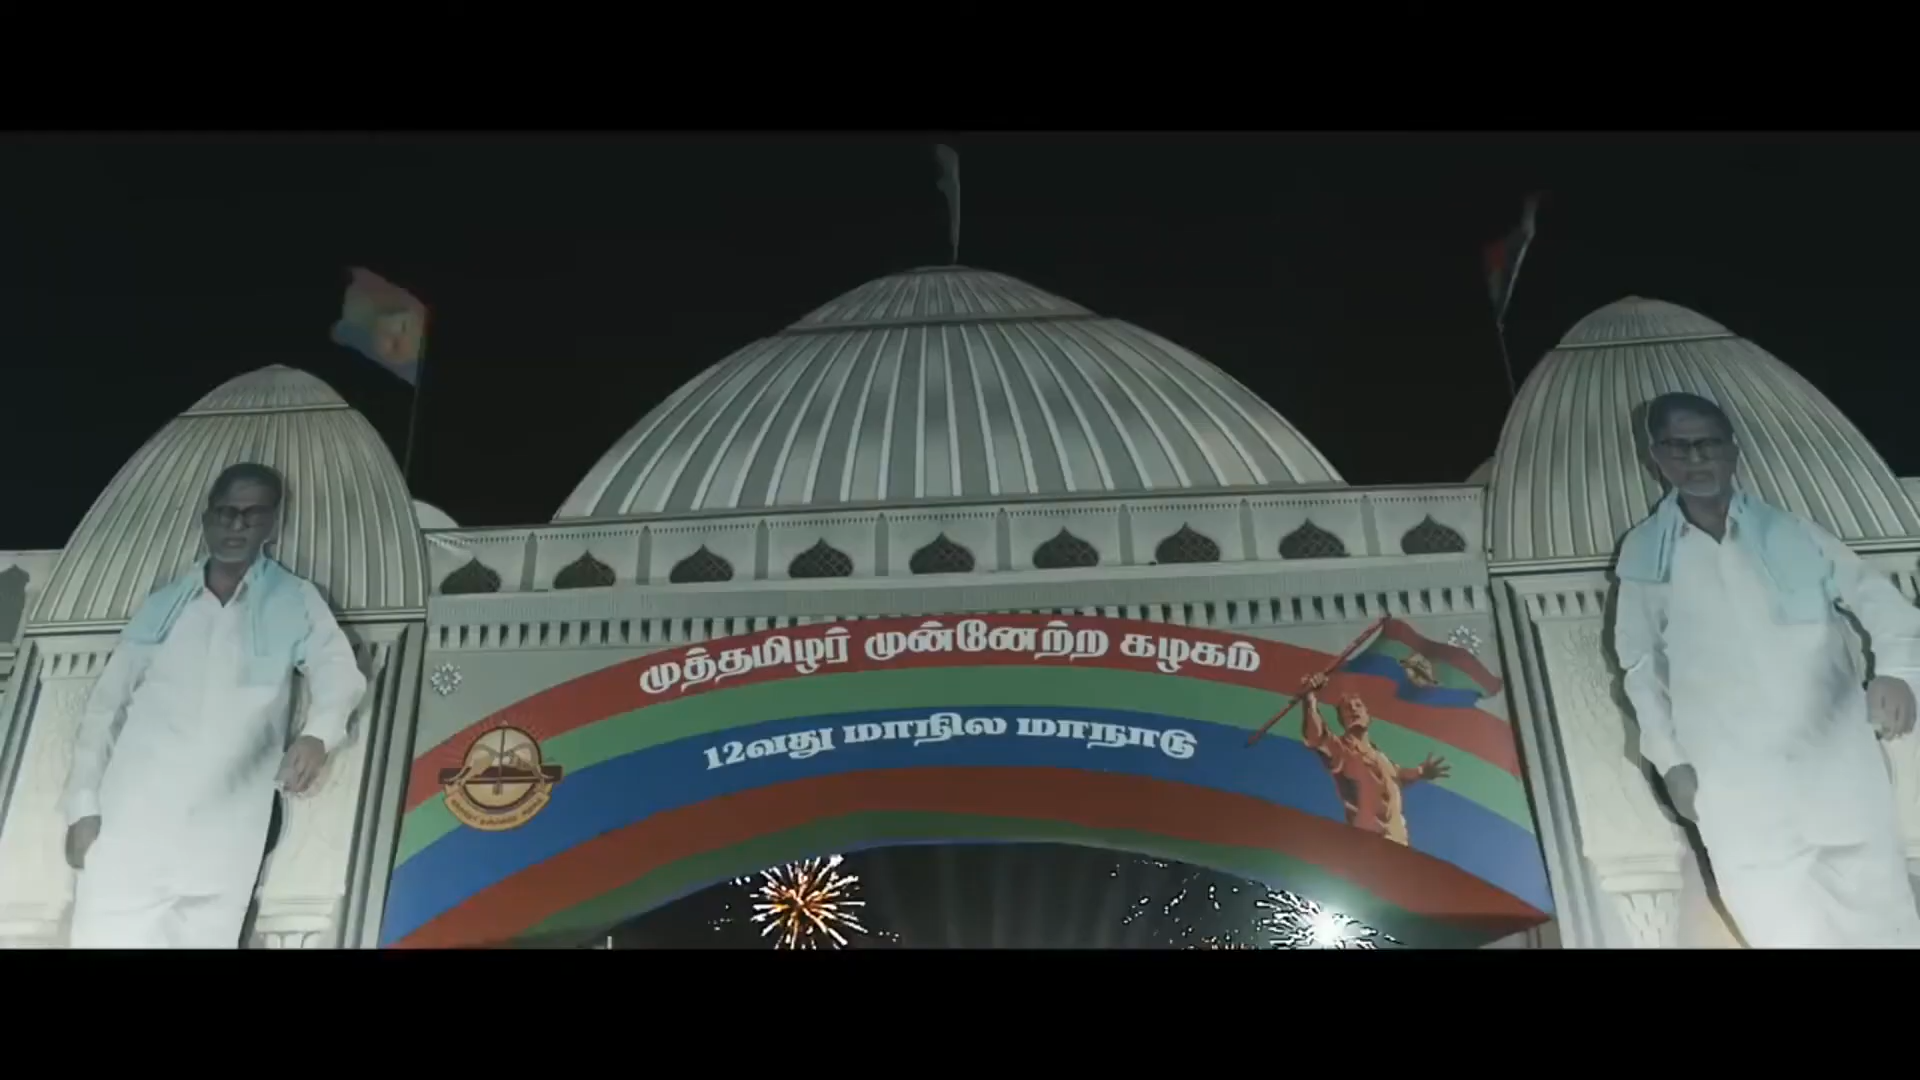 முத்தமிழர் முன்னேற்ற கழகம்
12வது மாநில மாநாடு